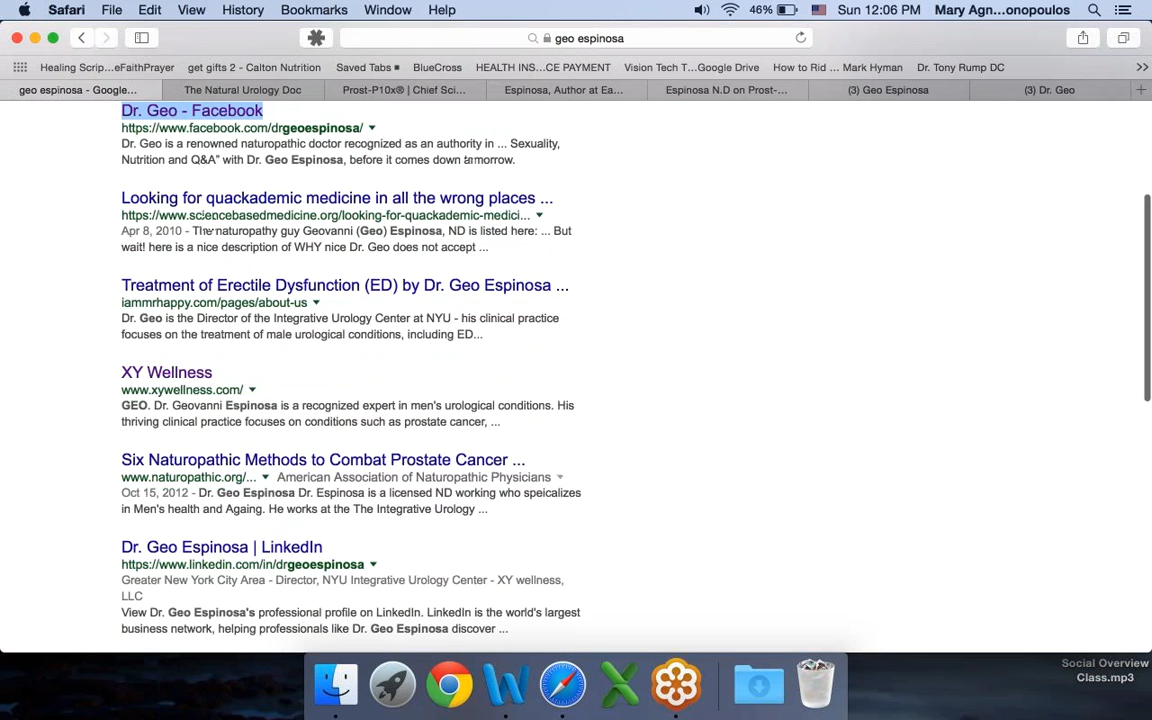 Safari File Edit View History Bookmarks Window Help 46% Sun 12:06 PM Mary Agn...onopoulos
geo espinosa
Healing Scrip...eFaithPrayer get gifts 2 - Calton Nutrition Saved Tabs BlueCross HEALTH INS...CE PAYMENT Vision Tech T...Google Drive How to Rid ... Mark Hyman Dr. Tony Rump DC
geo espinosa - Google... The Natural Urology Doc Prost-P10x® | Chief Sci... Espinosa, Author at Ea... Espinosa N.D on Prost-... (3) Geo Espinosa (3) Dr. Geo
Dr. Geo - Facebook
https://www.facebook.com/drgeoespinosa/
Dr. Geo is a renowned naturopathic doctor recognized as an authority in ... Sexuality,
Nutrition and Q&A" with Dr. Geo Espinosa, before it comes down tomorrow.
Looking for quackademic medicine in all the wrong places ...
https://www.sciencebasedmedicine.org/looking-for-quackademic-medici...
Apr 8, 2010 - The naturopathy guy Geovanni (Geo) Espinosa, ND is listed here: ... But
wait! here is a nice description of WHY nice Dr. Geo does not accept ...
Treatment of Erectile Dysfunction (ED) by Dr. Geo Espinosa ...
iammrhappy.com/pages/about-us
Dr. Geo is the Director of the Integrative Urology Center at NYU - his clinical practice
focuses on the treatment of male urological conditions, including ED...
XY Wellness
www.xywellness.com/
GEO. Dr. Geovanni Espinosa is a recognized expert in men's urological conditions. His
thriving clinical practice focuses on conditions such as prostate cancer, ...
Six Naturopathic Methods to Combat Prostate Cancer ...
www.naturopathic.org/... American Association of Naturopathic Physicians
Oct 15, 2012 - Dr. Geo Espinosa Dr. Espinosa is a licensed ND working who speicalizes
in Men's health and Againg. He works at the The Integrative Urology ...
Dr. Geo Espinosa | LinkedIn
https://www.linkedin.com/in/drgeoespinosa
Greater New York City Area - Director, NYU Integrative Urology Center - XY wellness,
LLC
View Dr. Geo Espinosa's professional profile on LinkedIn. LinkedIn is the world's largest
business network, helping professionals like Dr. Geo Espinosa discover ...
Social Overview
Class.mp3